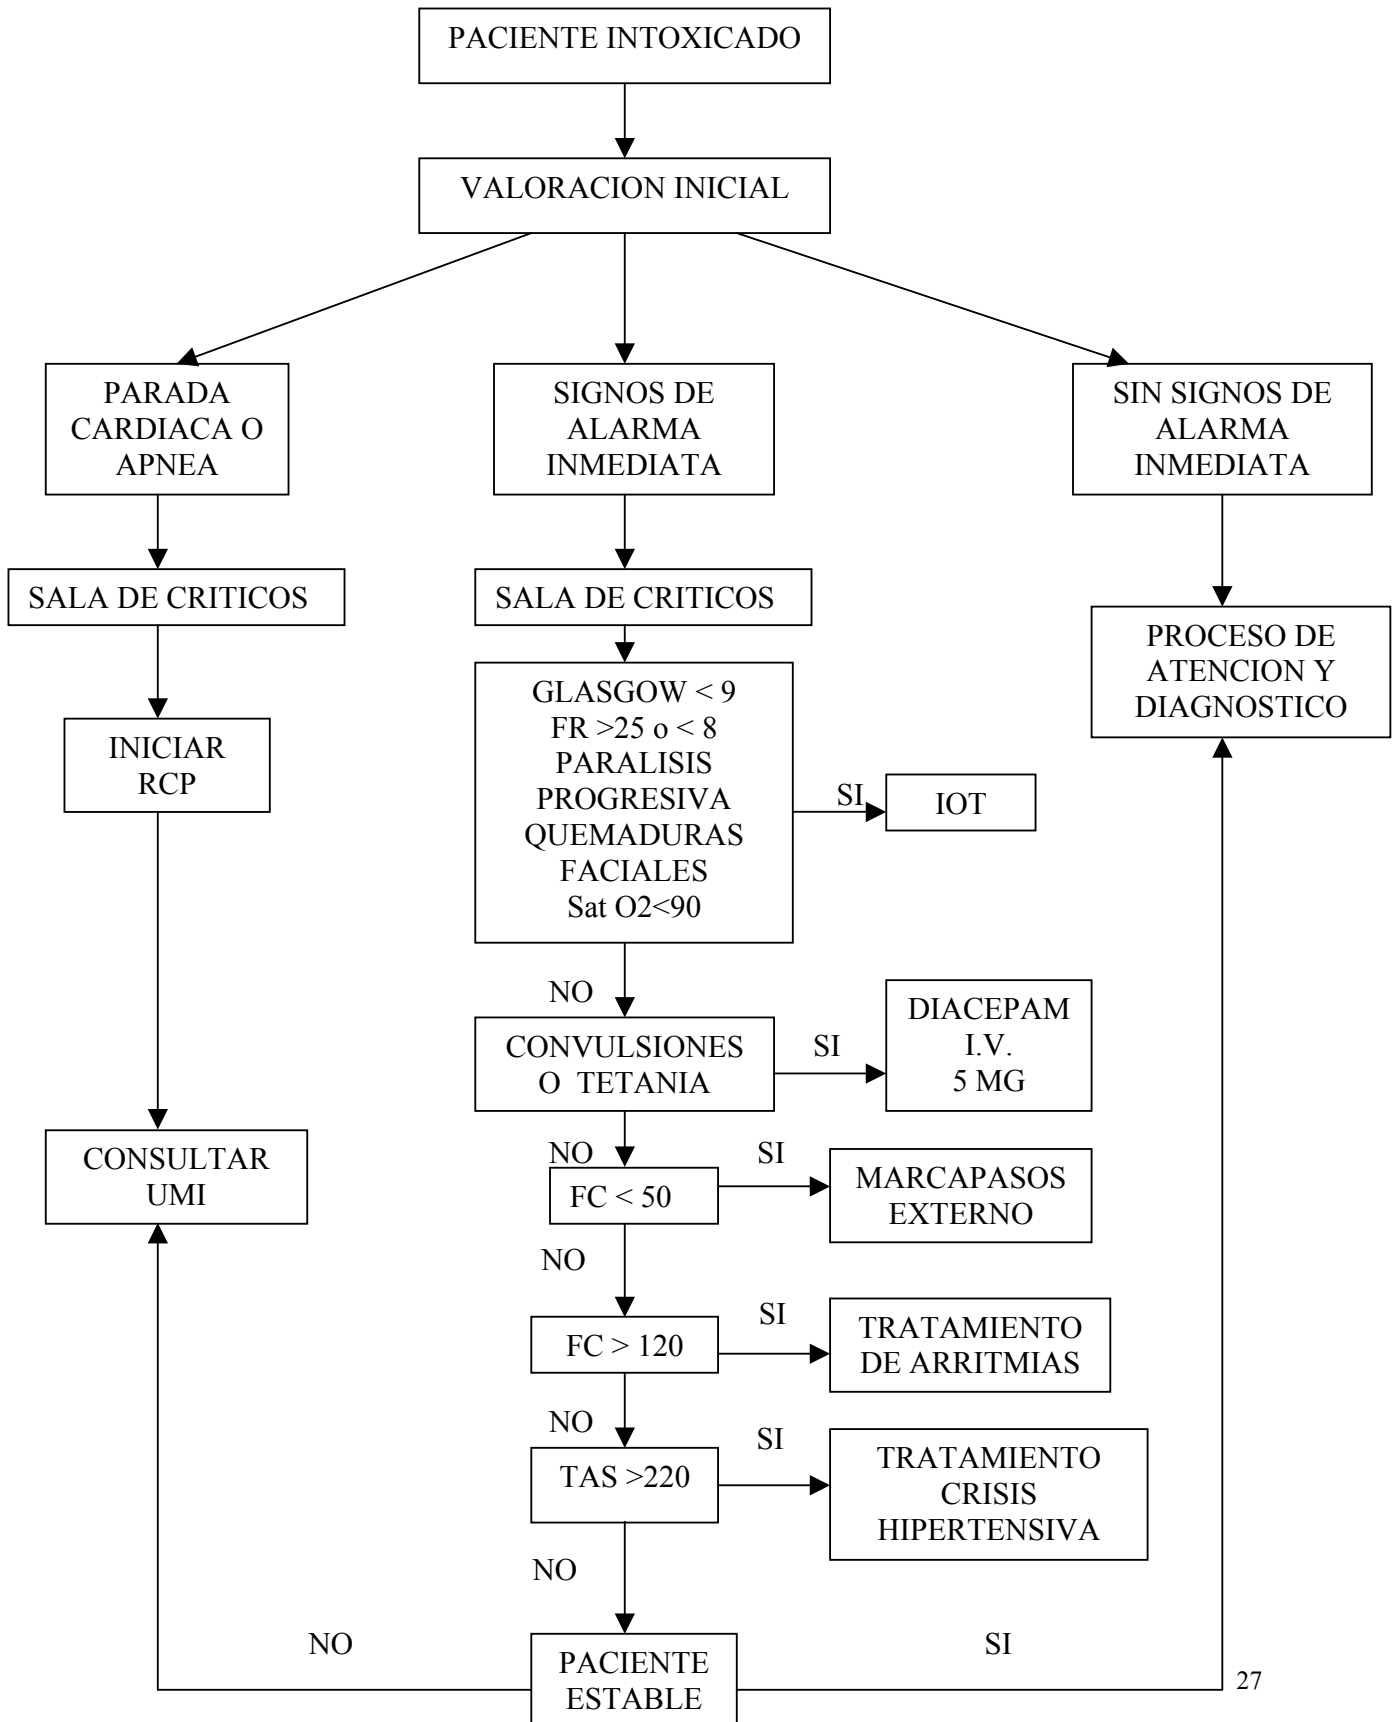 PACIENTE INTOXICADO
VALORACION INICIAL
PARADA
CARDIACA O
APNEA
SIGNOS DE
ALARMA
INMEDIATA
SIN SIGNOS DE
ALARMA
INMEDIATA
SALA DE CRITICOS
SALA DE CRITICOS
PROCESO DE
ATENCION Y
DIAGNOSTICO
INICIAR
RCP
GLASGOW < 9
FR >25 o < 8
PARALISIS
PROGRESIVA
QUEMADURAS
FACIALES
Sat O2<90
SI
IOT
NO
CONVULSIONES
O TETANIA
SI
DIACEPAM
I.V.
5 MG
CONSULTAR
UMI
NO
FC < 50
SI
MARCAPASOS
EXTERNO
NO
FC > 120
SI
TRATAMIENTO
DE ARRITMIAS
NO
TAS >220
SI
TRATAMIENTO
CRISIS
HIPERTENSIVA
NO
NO
PACIENTE
ESTABLE
SI
27